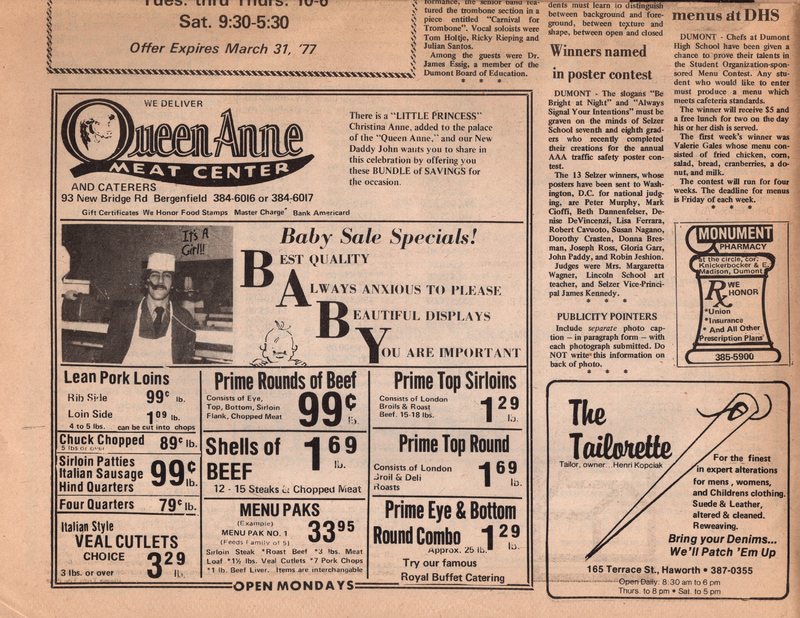 Tues. thru Thurs. 10-6
Sat. 9:30-5:30
Offer Expires March 31, '77
formance, the senior band fea-
tured the trombone section in a
piece entitled "Carnival for
Trombone". Vocal soloists were
Tom Holtje, Ricky Rieping and
Julian Santos.
Among the guests were Dr.
James Essig, a member of the
Dumont Board of Education.
* * *
dents must learn to distinguish
between background and fore-
ground, between texture and
shape, between open and closed
Winners named
in poster contest
DUMONT - The slogans "Be
Bright at Night" and "Always
Signal Your Intentions" must be
graven on the minds of Selzer
School seventh and eighth grad-
ers who recently completed
their creations for the annual
AAA traffic safety poster con-
test.
The 13 Selzer winners, whose
posters have been sent to Wash-
ington, D.C. for national judg-
ing, are Peter Murphy, Mark
Cioffi, Beth Dannefelser, De-
nise DeVincenzi, Lisa Ferrara,
Robert Cavuoto, Susan Nagano,
Dorothy Crasten, Donna Bres-
man, Joseph Ross, Gloria Garr,
John Paddy, and Robin Jeshion.
Judges were Mrs. Margaretta
Wagner, Lincoln School art
teacher, and Selzer Vice-Princi-
pal James Kennedy.
* * *
PUBLICITY POINTERS
Include separate photo cap-
tion — in paragraph form — with
each photograph submitted. Do
NOT write this information on
back of photo.
* * *
menus at DHS
DUMONT - Chefs at Dumont
High School have been given a
chance to prove their talents in
the Student Organization-spon-
sored Menu Contest. Any stu-
dent who would like to enter
must produce a menu which
meets cafeteria standards.
The winner will receive $5 and
a free lunch for two on the day
his or her dish is served.
The first week's winner was
Valerie Gales whose menu con-
sisted of fried chicken, corn,
salad, bread, cranberries, a do-
nut, and milk.
The contest will run for four
weeks. The deadline for menus
is Friday of each week.
* * *
WE DELIVER
Queen Anne
MEAT CENTER
AND CATERERS
93 New Bridge Rd Bergenfield 384-6016 or 384-6017
Gift Certificates We Honor Food Stamps Master Charge Bank Americard
There is a "LITTLE PRINCESS"
Christina Anne, added to the palace
of the "Queen Anne," and our New
Daddy John wants you to share in
this celebration by offering you
these BUNDLE of SAVINGS for
the occasion.
It's A
Girl!!
Baby Sale Specials!
BEST QUALITY
ALWAYS ANXIOUS TO PLEASE
BEAUTIFUL DISPLAYS
YOU ARE IMPORTANT
Lean Pork Loins
Rib Side 99¢ lb.
Loin Side 1 09 lb.
4 to 5 lbs. can be cut into chops
Chuck Chopped 89¢ lb.
5 lbs or over
Sirloin Patties
Italian Sausage
Hind Quarters
99¢ lb.
Four Quarters 79¢ lb.
Italian Style
VEAL CUTLETS
CHOICE
3 lbs. or over 3 29 lb.
Prime Rounds of Beef
Consists of Eye,
Top, Bottom, Sirloin
Flank, Chopped Meat
99¢ lb.
Shells of
BEEF
1 69 lb.
12 - 15 Steaks & Chopped Meat
MENU PAKS
(Example)
MENU PAK NO. 1
(Feeds Family of 5)
33 95
Sirloin Steak *Roast Beef *3 lbs. Meat
Loaf *1½ lbs. Veal Cutlets *7 Pork Chops
*1 lb. Beef Liver. Items are interchangable
Prime Top Sirloins
Consists of London
Broils & Roast
Beef. 15-18 lbs.
1 29 lb.
Prime Top Round
Consists of London
Broil & Deli
Roasts
1 69 lb.
Prime Eye & Bottom
Round Combo 1 29 lb.
Approx. 25 lb.
Try our famous
Royal Buffet Catering
OPEN MONDAYS
MONUMENT
PHARMACY
at the circle, cor.
Knickerbocker & E.
Madison, Dumont
Rx WE
HONOR
*Union
*Insurance
* And All Other
Prescription Plans
385-5900
The
Tailorette
Tailor, owner...Henri Kopciak
For the finest
in expert alterations
for mens, womens,
and Childrens clothing.
Suede & Leather,
altered & cleaned.
Reweaving.
Bring your Denims...
We'll Patch 'Em Up
165 Terrace St., Haworth • 387-0355
Open Daily: 8:30 am to 6 pm
Thurs. to 8 pm • Sat. to 5 pm